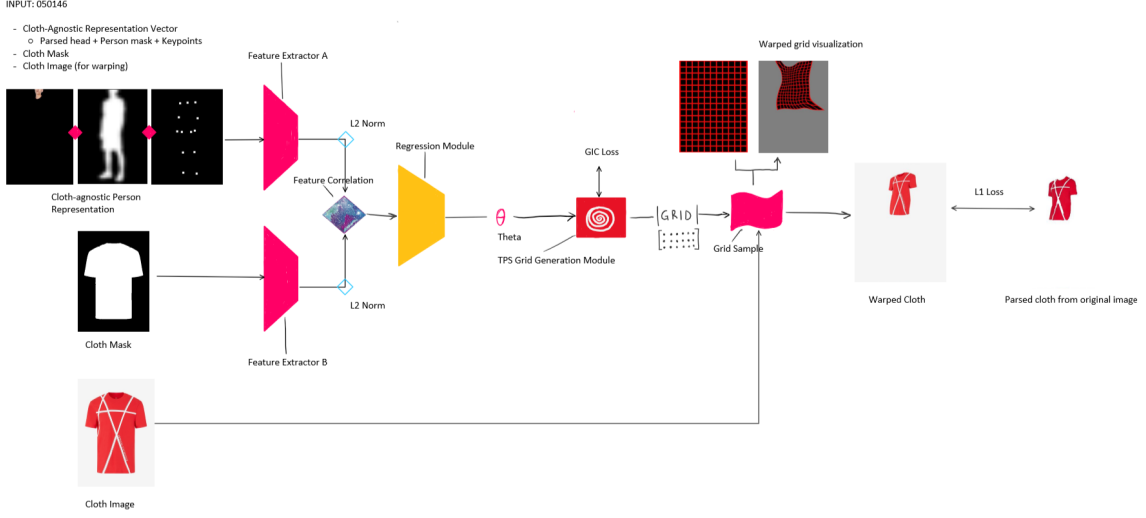 INPUT: 050146
- Cloth-Agnostic Representation Vector
o Parsed head + Person mask + Keypoints
- Cloth Mask
- Cloth Image (for warping)
Warped grid visualization
Feature Extractor A
L2 Norm
Regression Module
GIC Loss
Feature Correlation
Cloth-agnostic Person
Representation
θ
Theta
|GRID|
TPS Grid Generation Module
Grid Sample
L1 Loss
L2 Norm
Warped Cloth
Parsed cloth from original image
Cloth Mask
Feature Extractor B
Cloth Image